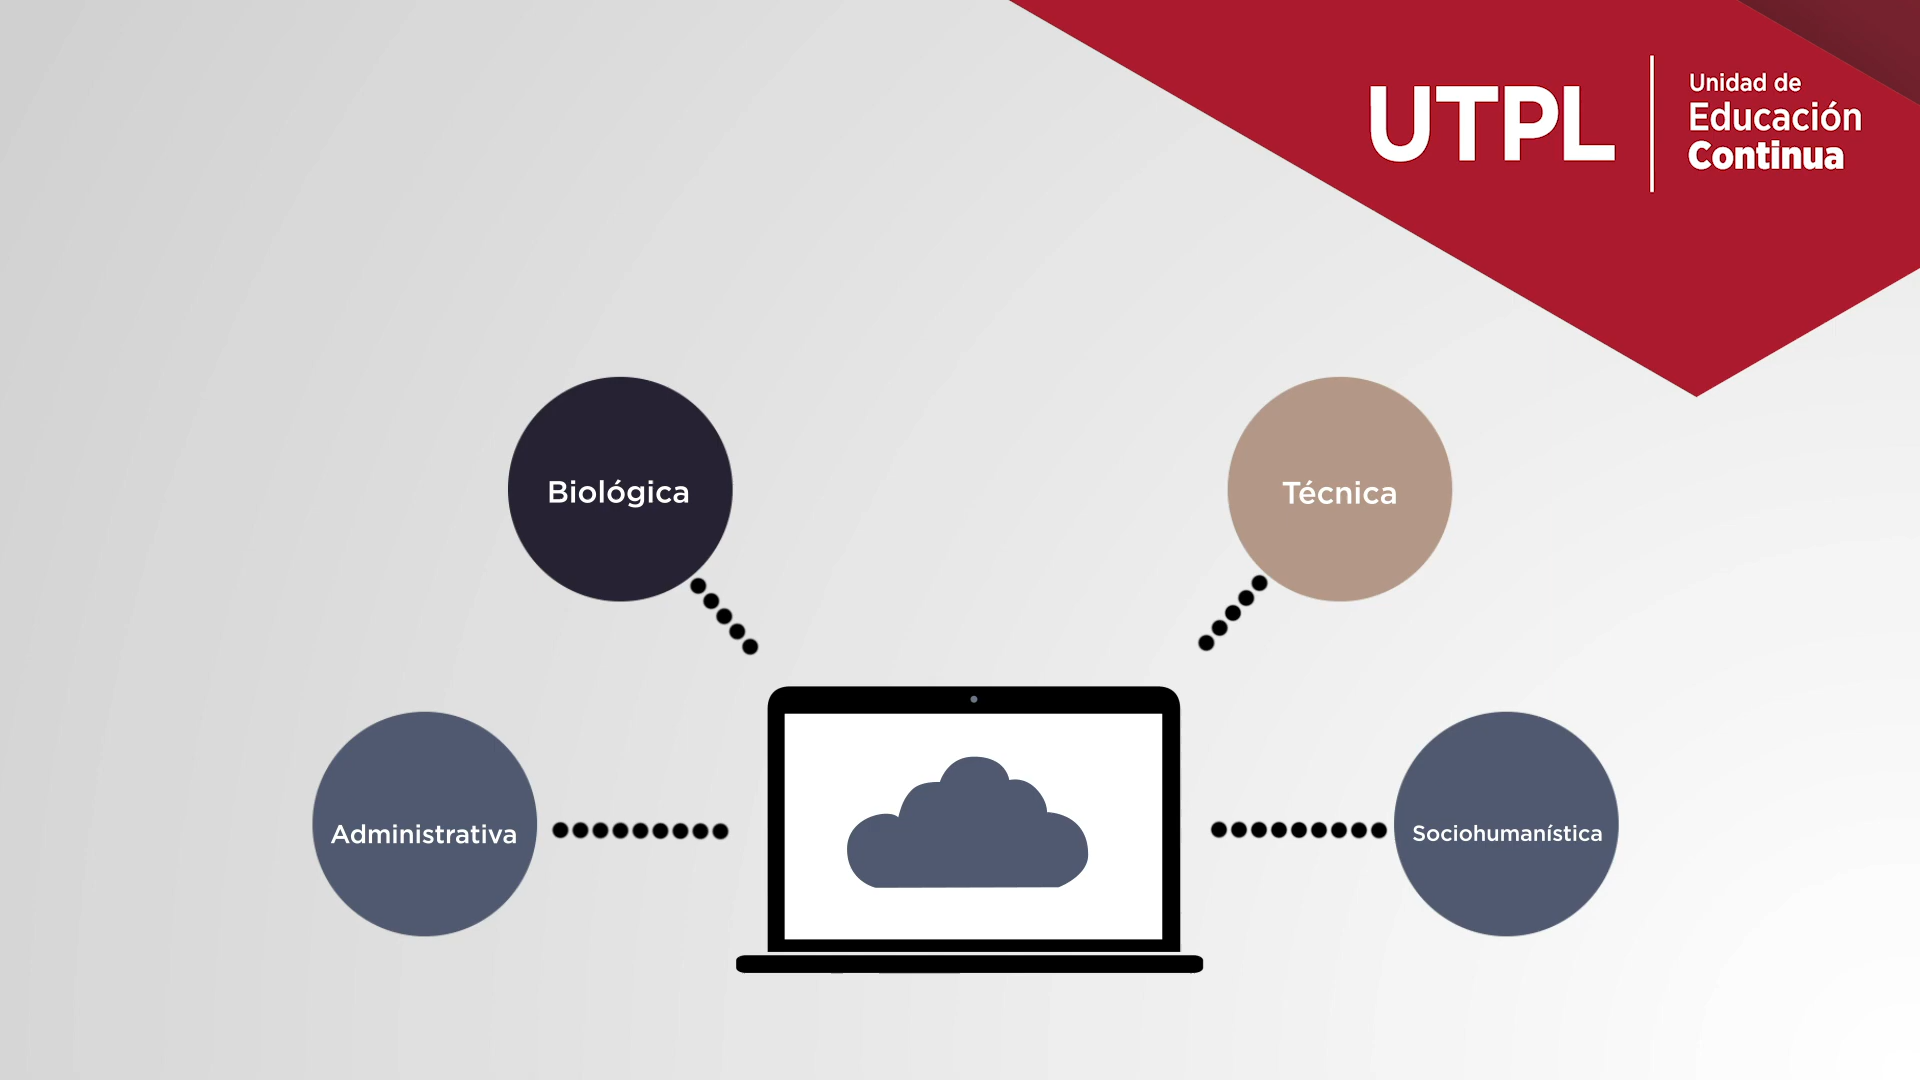 UTPL
Unidad de
Educación
Continua
Biológica
Técnica
Administrativa
Sociohumanística